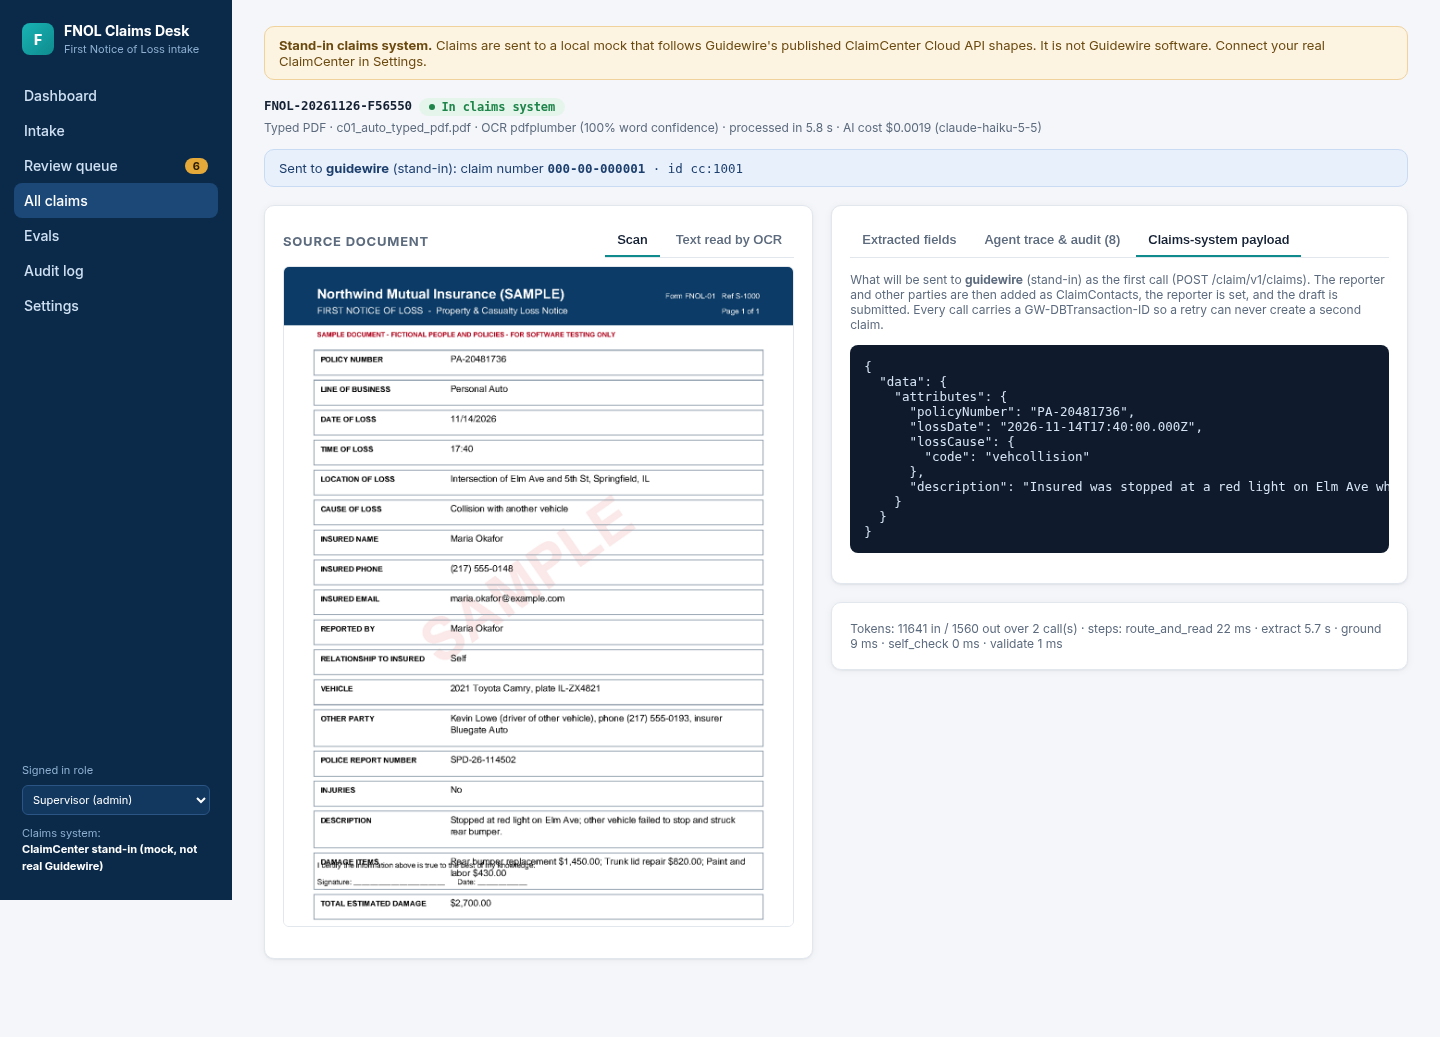 F
FNOL Claims Desk
First Notice of Loss intake
Dashboard
Intake
Review queue 6
All claims
Evals
Audit log
Settings
Signed in role
Supervisor (admin)
Claims system:
ClaimCenter stand-in (mock, not
real Guidewire)
Stand-in claims system. Claims are sent to a local mock that follows Guidewire's published ClaimCenter Cloud API shapes. It is not Guidewire software. Connect your real
ClaimCenter in Settings.
FNOL-20261126-F56550 In claims system
Typed PDF · c01_auto_typed_pdf.pdf · OCR pdfplumber (100% word confidence) · processed in 5.8 s · AI cost $0.0019 (claude-haiku-5-5)
Sent to guidewire (stand-in): claim number 000-00-000001 · id cc:1001
SOURCE DOCUMENT Scan Text read by OCR
Northwind Mutual Insurance (SAMPLE) Form FNOL-01 Ref S-1000
FIRST NOTICE OF LOSS - Property & Casualty Loss Notice Page 1 of 1
SAMPLE DOCUMENT - FICTIONAL PEOPLE AND POLICIES - FOR SOFTWARE TESTING ONLY
POLICY NUMBER PA-20481736
LINE OF BUSINESS Personal Auto
DATE OF LOSS 11/14/2026
TIME OF LOSS 17:40
LOCATION OF LOSS Intersection of Elm Ave and 5th St, Springfield, IL
CAUSE OF LOSS Collision with another vehicle
INSURED NAME Maria Okafor
INSURED PHONE (217) 555-0148
INSURED EMAIL maria.okafor@example.com
REPORTED BY Maria Okafor
RELATIONSHIP TO INSURED Self
VEHICLE 2021 Toyota Camry, plate IL-ZX4821
OTHER PARTY Kevin Lowe (driver of other vehicle), phone (217) 555-0193, insurer
Bluegate Auto
POLICE REPORT NUMBER SPD-26-114502
INJURIES No
DESCRIPTION Stopped at red light on Elm Ave; other vehicle failed to stop and struck
rear bumper.
DAMAGE ITEMS Rear bumper replacement $1,450.00; Trunk lid repair $820.00; Paint and
I certify the information above is true to the best of my knowledge.
labor $430.00
Signature: Date:
TOTAL ESTIMATED DAMAGE $2,700.00
SAMPLE
Extracted fields Agent trace & audit (8) Claims-system payload
What will be sent to guidewire (stand-in) as the first call (POST /claim/v1/claims). The reporter
and other parties are then added as ClaimContacts, the reporter is set, and the draft is
submitted. Every call carries a GW-DBTransaction-ID so a retry can never create a second
claim.
{
"data": {
"attributes": {
"policyNumber": "PA-20481736",
"lossDate": "2026-11-14T17:40:00.000Z",
"lossCause": {
"code": "vehcollision"
},
"description": "Insured was stopped at a red light on Elm Ave wh
}
}
}
Tokens: 11641 in / 1560 out over 2 call(s) · steps: route_and_read 22 ms · extract 5.7 s · ground
9 ms · self_check 0 ms · validate 1 ms